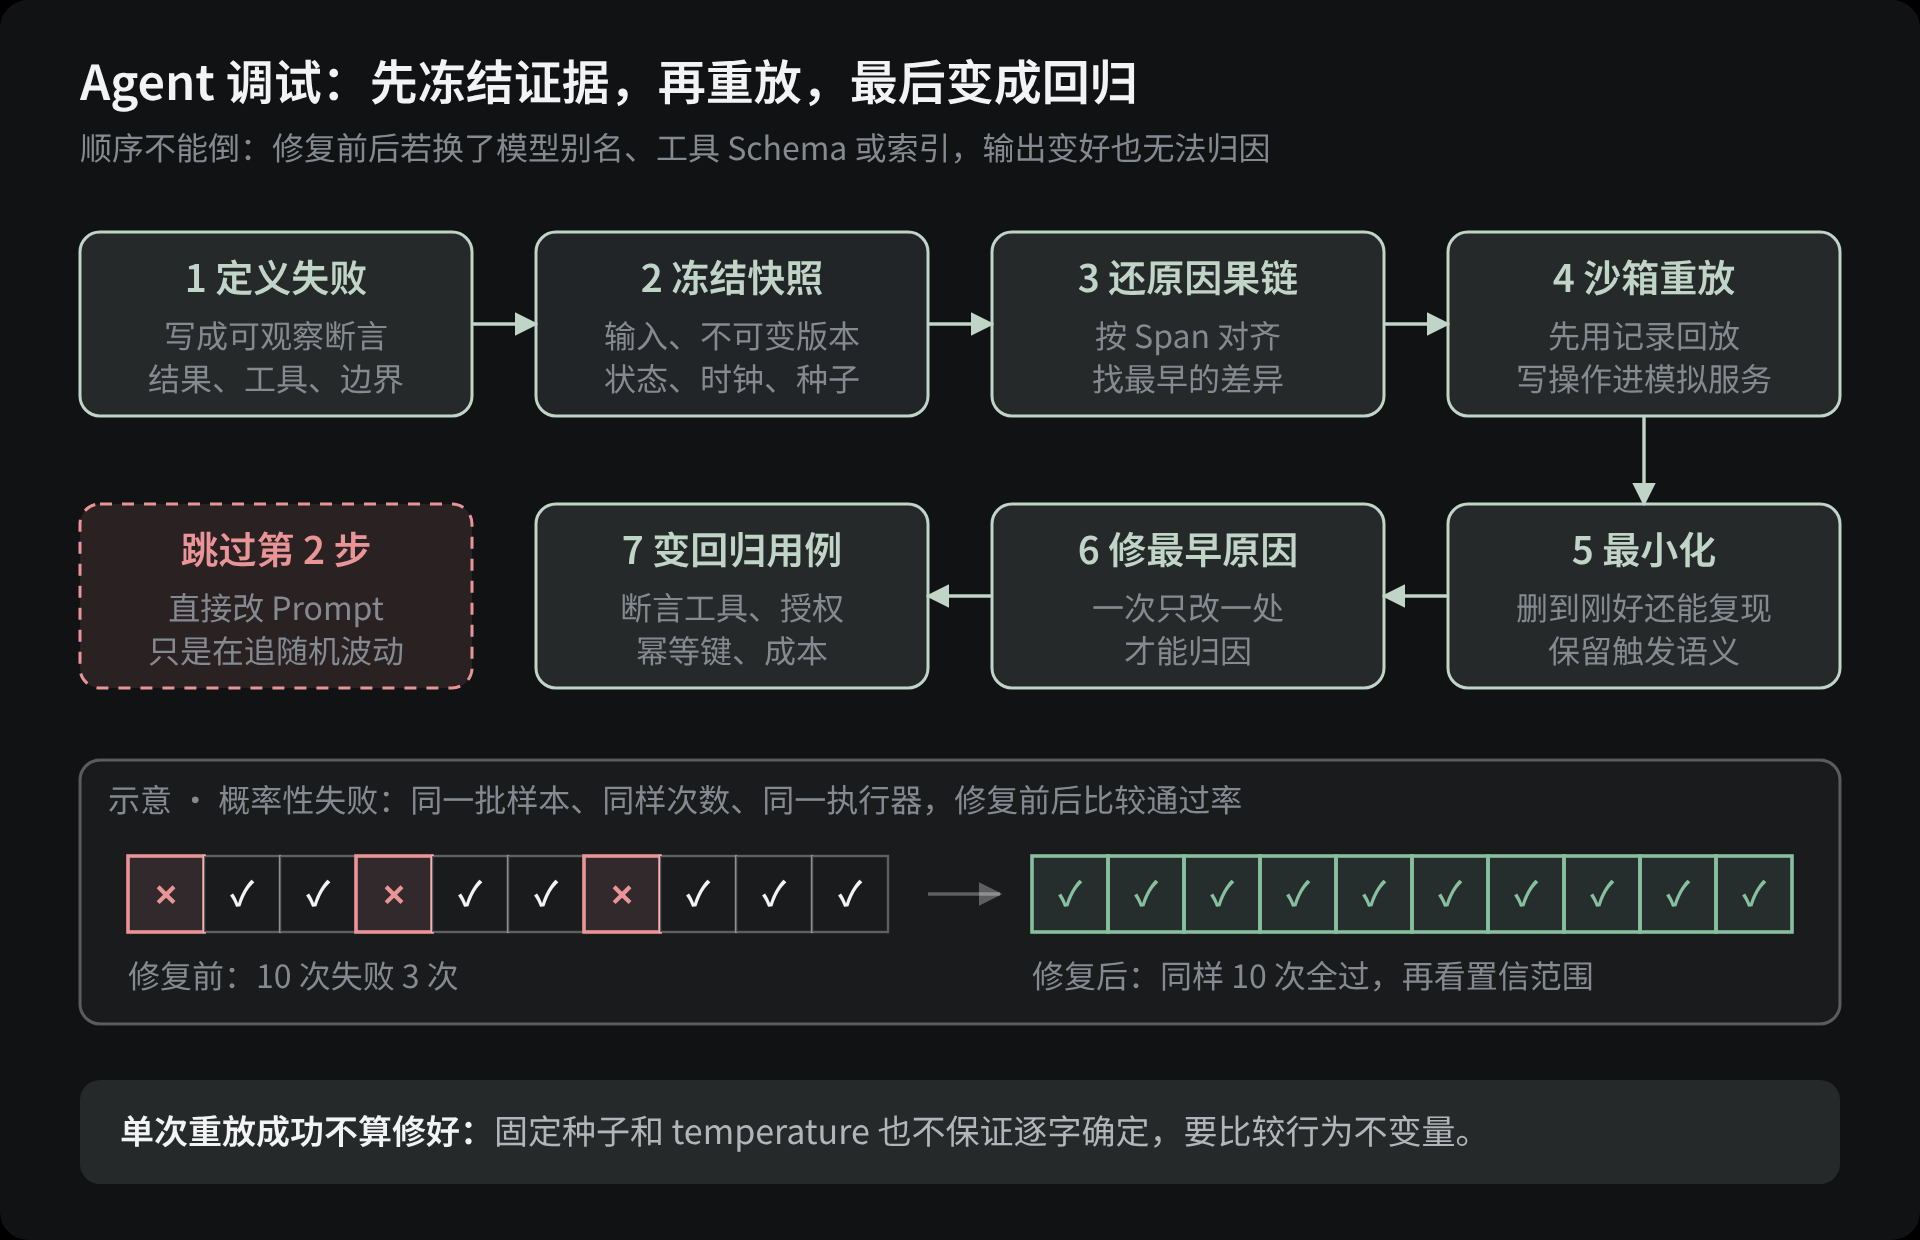 Agent 调试：先冻结证据，再重放，最后变成回归
顺序不能倒：修复前后若换了模型别名、工具 Schema 或索引，输出变好也无法归因
1 定义失败
写成可观察断言
结果、工具、边界
2 冻结快照
输入、不可变版本
状态、时钟、种子
3 还原因果链
按 Span 对齐
找最早的差异
4 沙箱重放
先用记录回放
写操作进模拟服务
跳过第 2 步
直接改 Prompt
只是在追随机波动
7 变回归用例
断言工具、授权
幂等键、成本
6 修最早原因
一次只改一处
才能归因
5 最小化
删到刚好还能复现
保留触发语义
示意 · 概率性失败：同一批样本、同样次数、同一执行器，修复前后比较通过率
× ✓ ✓ × ✓ ✓ × ✓ ✓ ✓
✓ ✓ ✓ ✓ ✓ ✓ ✓ ✓ ✓ ✓
修复前：10 次失败 3 次
修复后：同样 10 次全过，再看置信范围
单次重放成功不算修好：固定种子和 temperature 也不保证逐字确定，要比较行为不变量。